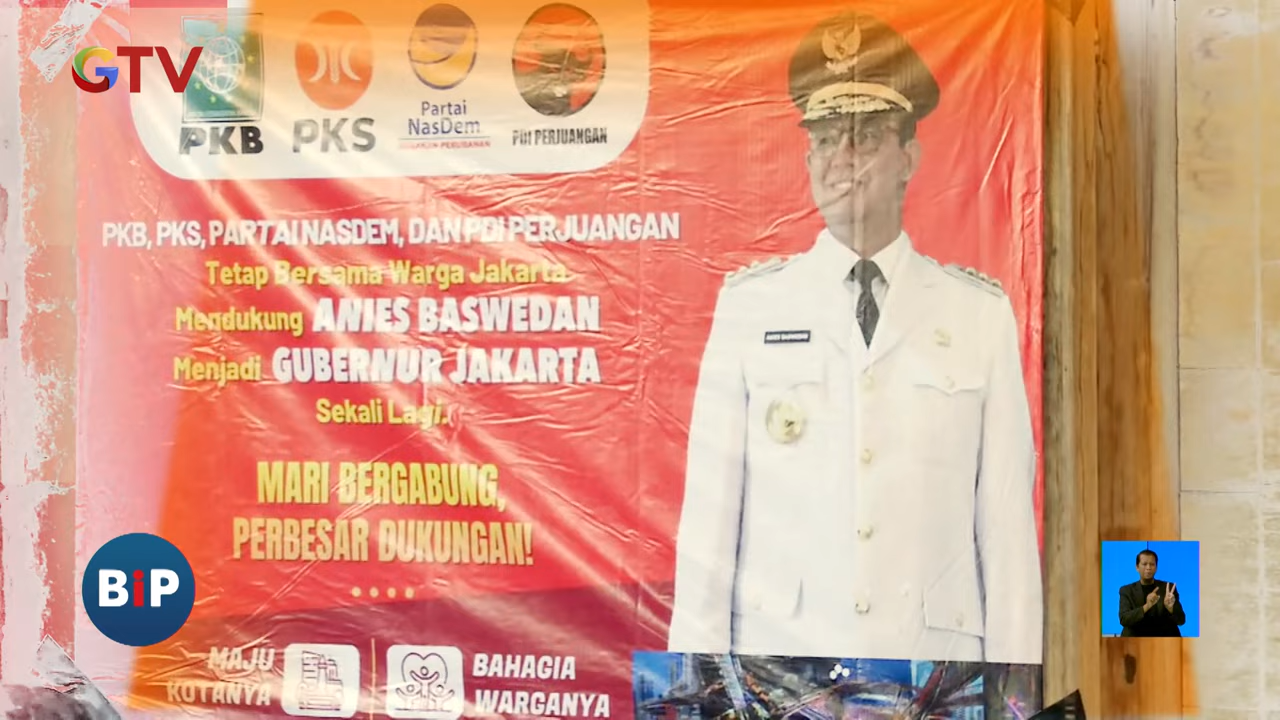 GTV
PKB
PKS
Partai
NasDem
PDI PERJUANGAN
PKB, PKS, PARTAI NASDEM, DAN PDI PERJUANGAN
Tetap Bersama Warga Jakarta
Mendukung ANIES BASWEDAN
Menjadi GUBERNUR JAKARTA
Sekali Lagi.
MARI BERGABUNG,
PERBESAR DUKUNGAN!
BiP
MAJU
KOTANYA
BAHAGIA
WARGANYA